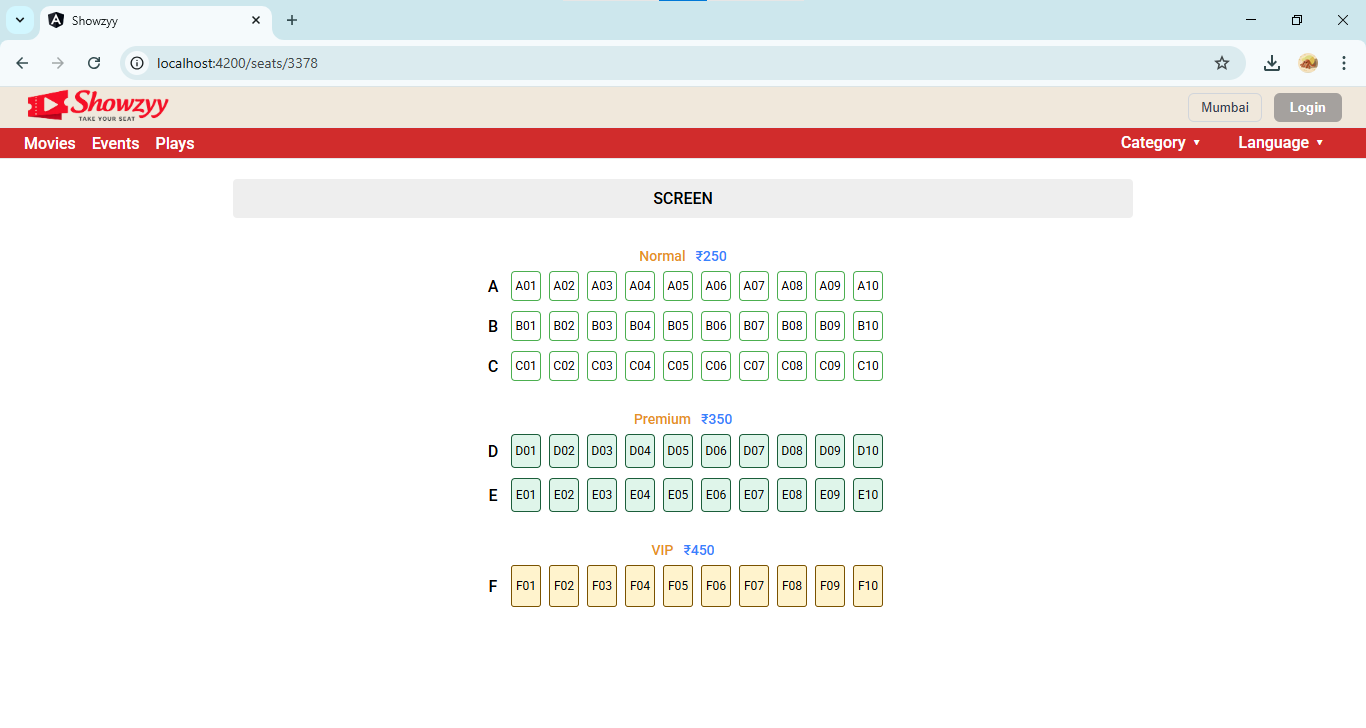 Showzyy
localhost:4200/seats/3378
Showzyy
TAKE YOUR SEAT
Mumbai Login
Movies Events Plays Category ▼ Language ▼
SCREEN
Normal ₹250
A A01 A02 A03 A04 A05 A06 A07 A08 A09 A10
B B01 B02 B03 B04 B05 B06 B07 B08 B09 B10
C C01 C02 C03 C04 C05 C06 C07 C08 C09 C10
Premium ₹350
D D01 D02 D03 D04 D05 D06 D07 D08 D09 D10
E E01 E02 E03 E04 E05 E06 E07 E08 E09 E10
VIP ₹450
F F01 F02 F03 F04 F05 F06 F07 F08 F09 F10